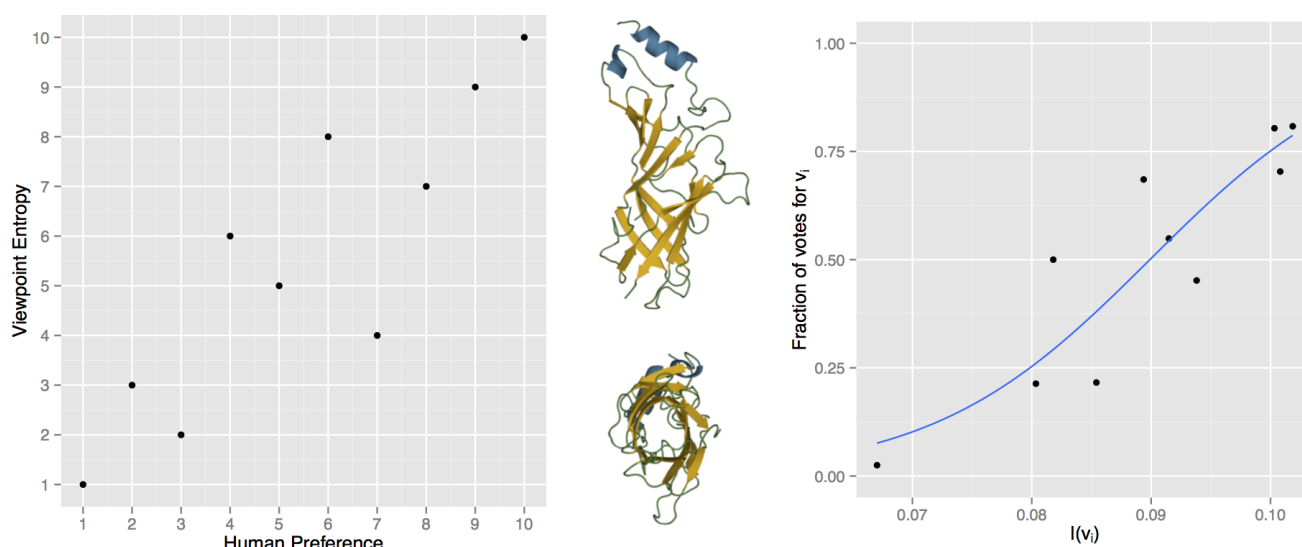 Viewpoint Entropy
10
9
8
7
6
5
4
3
2
1
1 2 3 4 5 6 7 8 9 10
Human Preference
Fraction of votes for vᵢ
1.00
0.75
0.50
0.25
0.00
0.07 0.08 0.09 0.10
I(vᵢ)